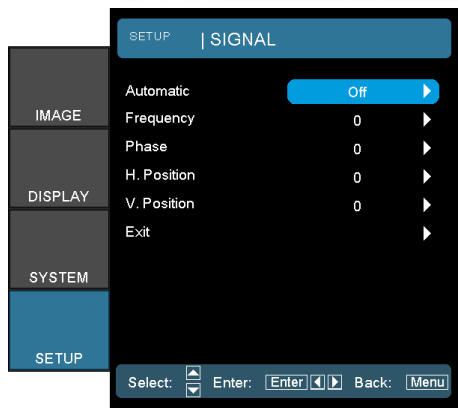 SETUP | SIGNAL
Automatic Off
Frequency 0
Phase 0
H. Position 0
V. Position 0
Exit
IMAGE
DISPLAY
SYSTEM
SETUP
Select: Enter: Enter Back: Menu